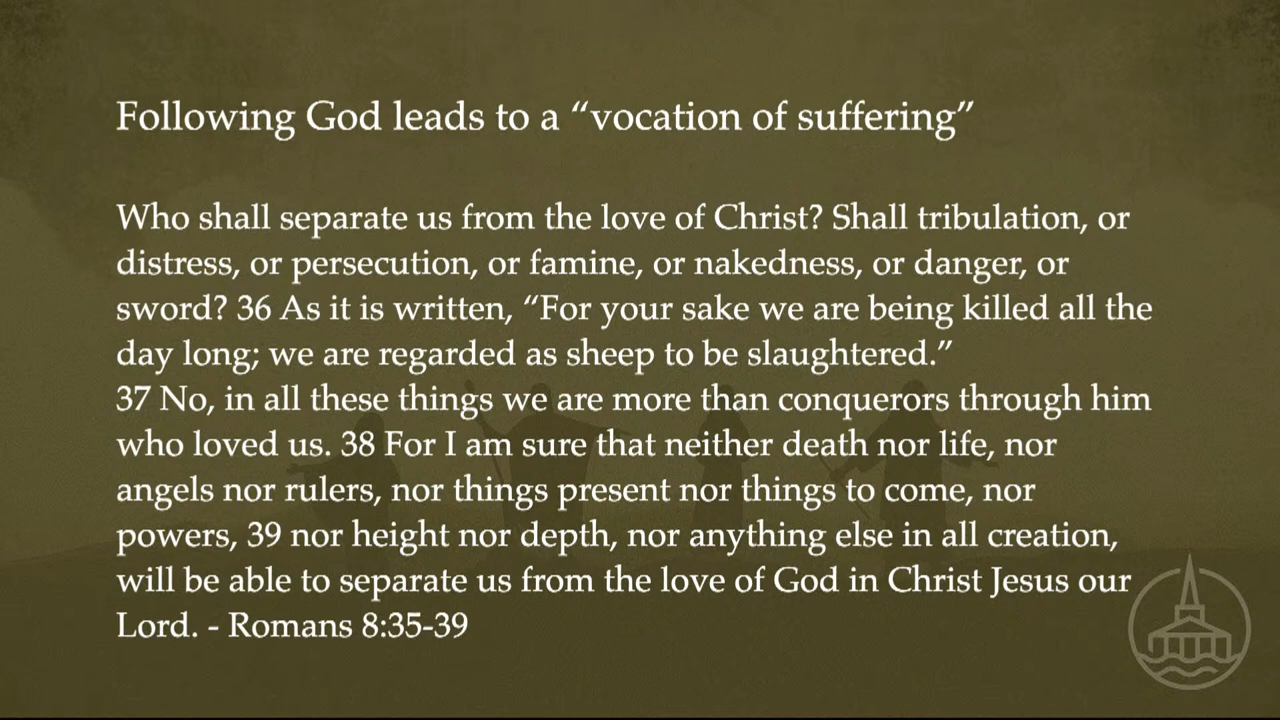 Following God leads to a “vocation of suffering”
Who shall separate us from the love of Christ? Shall tribulation, or
distress, or persecution, or famine, or nakedness, or danger, or
sword? 36 As it is written, “For your sake we are being killed all the
day long; we are regarded as sheep to be slaughtered.”
37 No, in all these things we are more than conquerors through him
who loved us. 38 For I am sure that neither death nor life, nor
angels nor rulers, nor things present nor things to come, nor
powers, 39 nor height nor depth, nor anything else in all creation,
will be able to separate us from the love of God in Christ Jesus our
Lord. - Romans 8:35-39